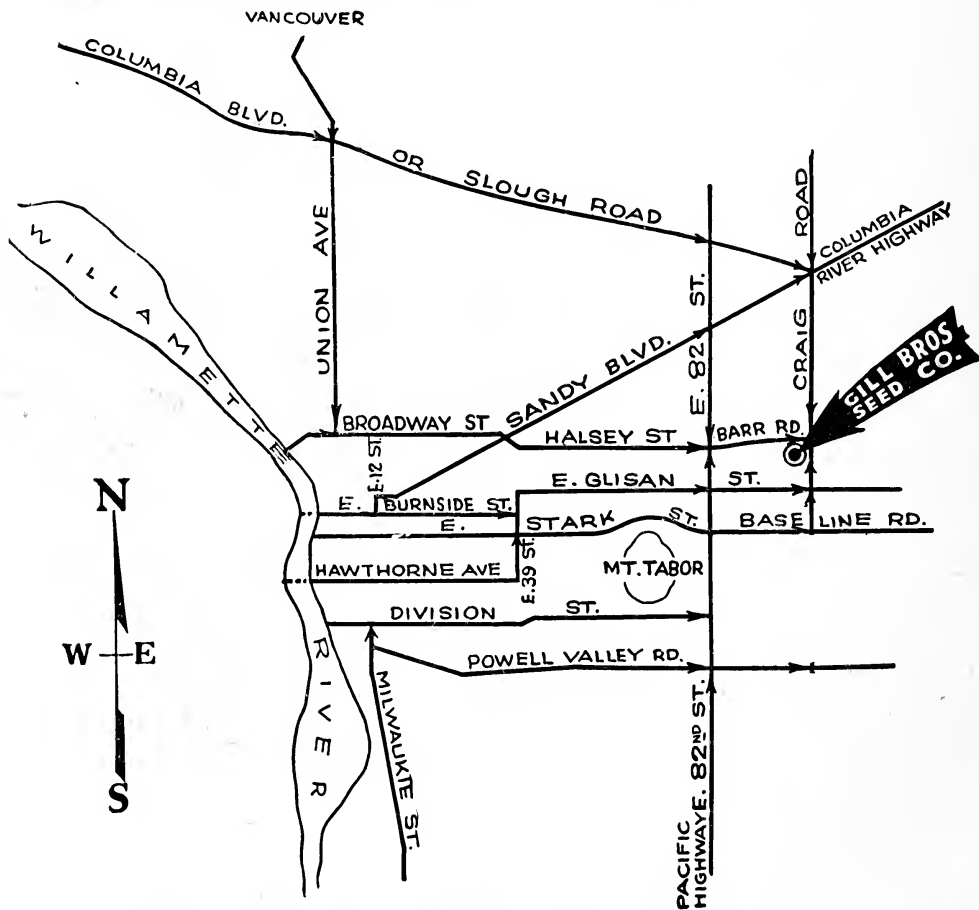 VANCOUVER
COLUMBIA BLVD.
OR SLOUGH ROAD
UNION AVE
WILLAMETTE
RIVER
E. 82 ST.
CRAIG ROAD
COLUMBIA
RIVER HIGHWAY
SANDY BLVD.
GILL BROS
SEED CO.
BROADWAY ST
HALSEY ST
BARR RD.
E.12 ST.
E. GLISAN ST.
E. BURNSIDE ST.
E. STARK ST.
BASE LINE RD.
HAWTHORNE AVE
E.39 ST.
MT. TABOR
DIVISION ST.
POWELL VALLEY RD.
MILWAUKIE ST.
PACIFIC
HIGHWAY E. 82ND ST.
N
W E
S